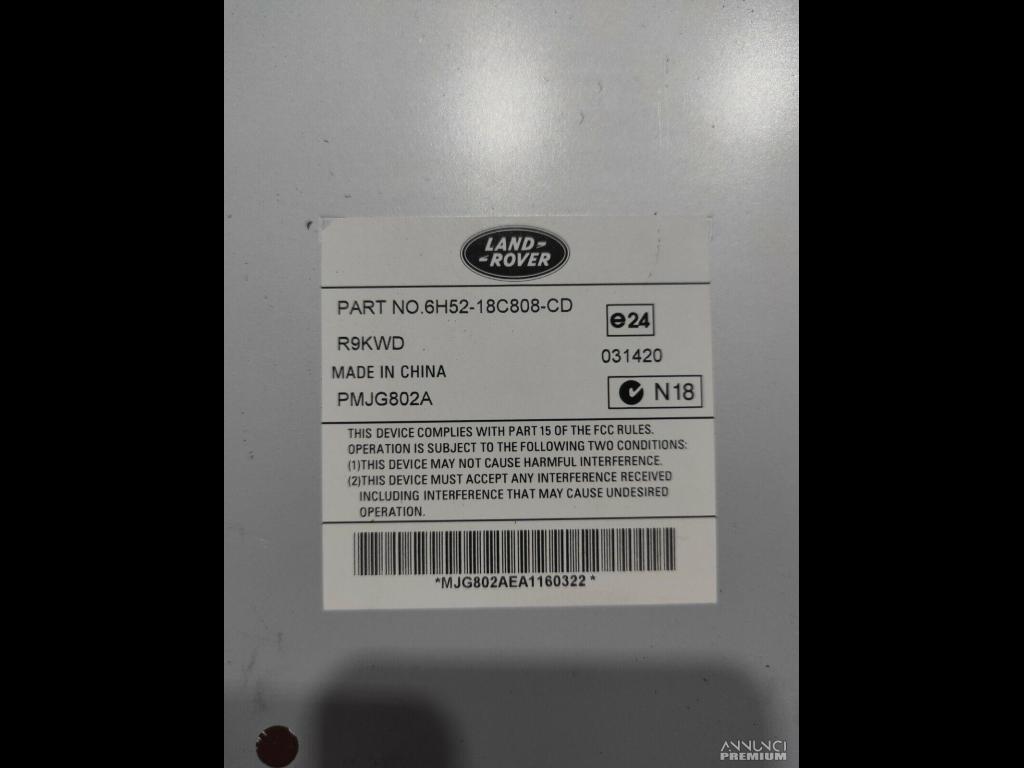 LAND
ROVER
PART NO.6H52-18C808-CD
e24
R9KWD
031420
MADE IN CHINA
PMJG802A
N18
THIS DEVICE COMPLIES WITH PART 15 OF THE FCC RULES.
OPERATION IS SUBJECT TO THE FOLLOWING TWO CONDITIONS:
(1)THIS DEVICE MAY NOT CAUSE HARMFUL INTERFERENCE.
(2)THIS DEVICE MUST ACCEPT ANY INTERFERENCE RECEIVED
INCLUDING INTERFERENCE THAT MAY CAUSE UNDESIRED
OPERATION.
*MJG802AEA1160322*
ANNUNCI
PREMIUM